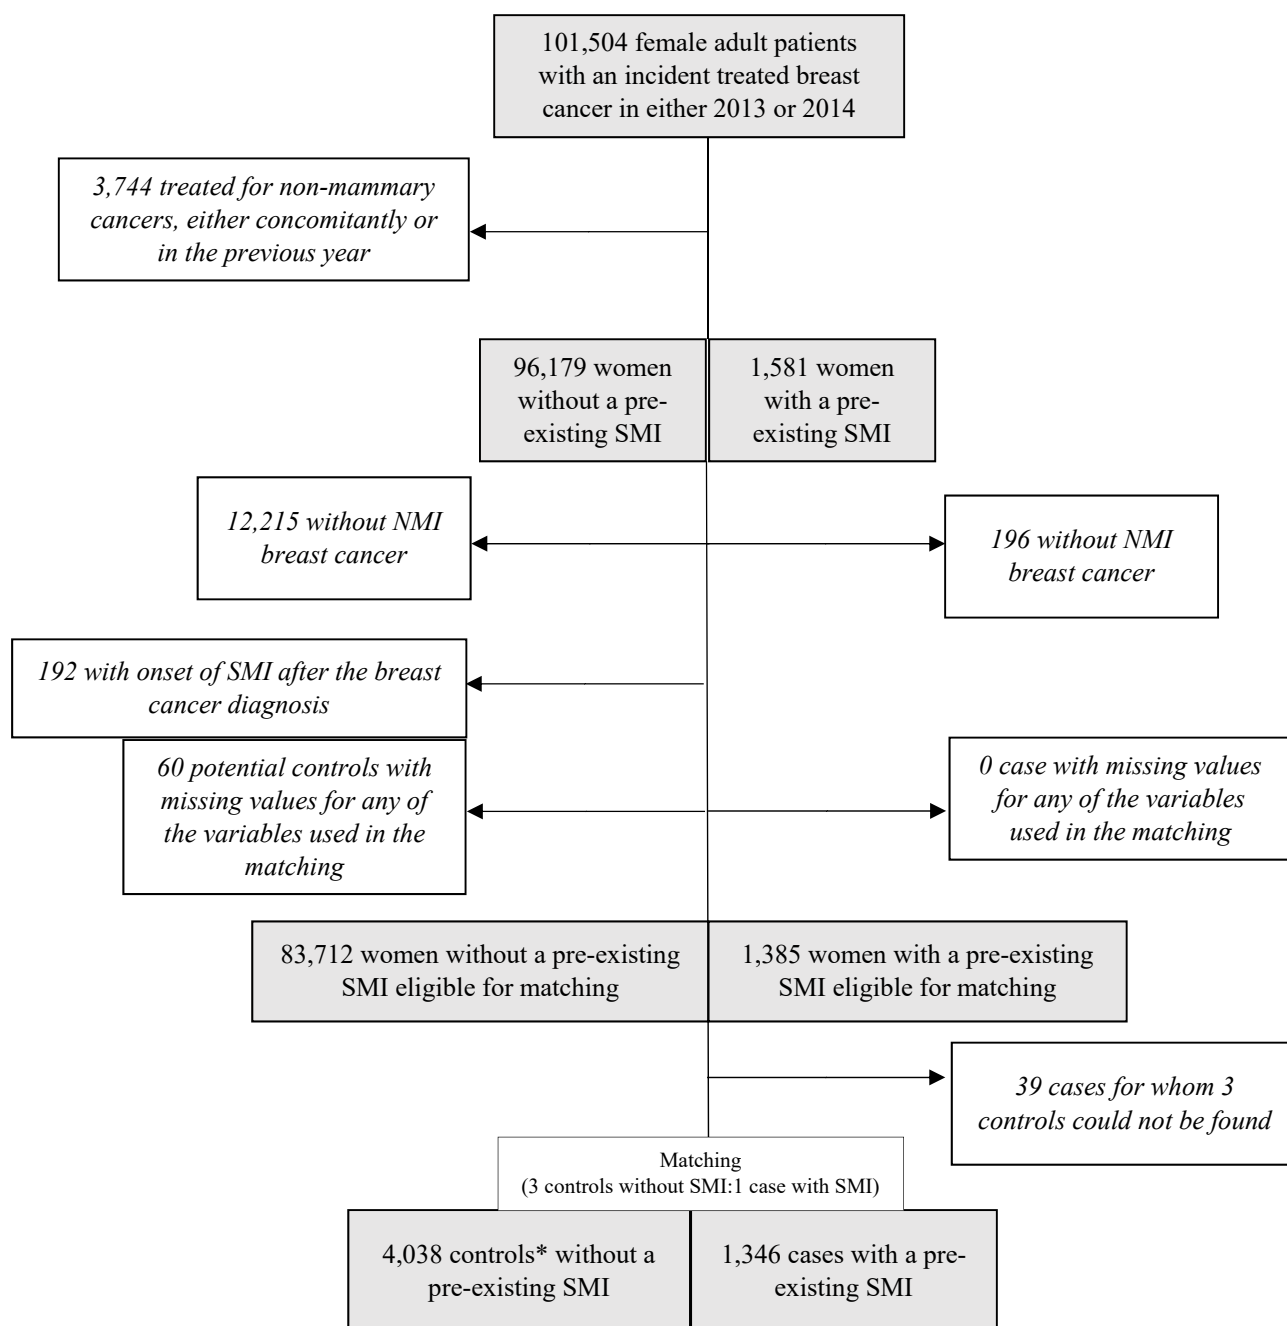 101,504 female adult patients
with an incident treated breast
cancer in either 2013 or 2014
3,744 treated for non-mammary
cancers, either concomitantly or
in the previous year
96,179 women
without a pre-
existing SMI
1,581 women
with a pre-
existing SMI
12,215 without NMI
breast cancer
196 without NMI
breast cancer
192 with onset of SMI after the breast
cancer diagnosis
60 potential controls with
missing values for any of
the variables used in the
matching
0 case with missing values
for any of the variables
used in the matching
83,712 women without a pre-existing
SMI eligible for matching
1,385 women with a pre-existing
SMI eligible for matching
39 cases for whom 3
controls could not be found
Matching
(3 controls without SMI:1 case with SMI)
4,038 controls* without a
pre-existing SMI
1,346 cases with a pre-
existing SMI